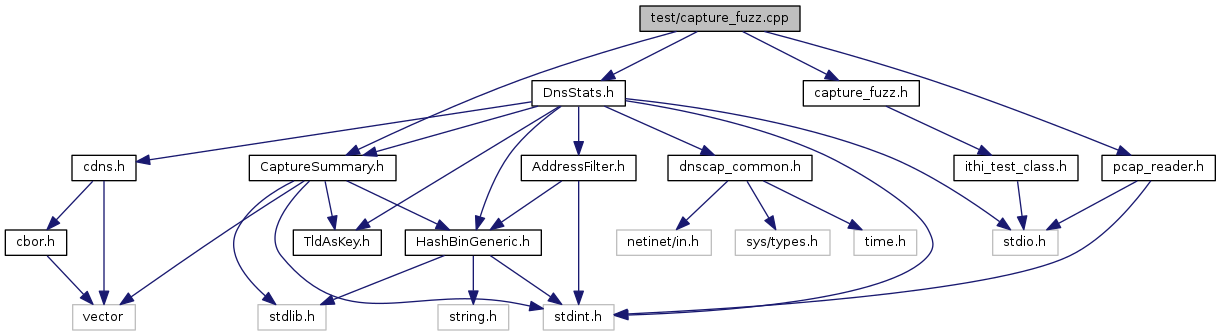 test/capture_fuzz.cpp
DnsStats.h
capture_fuzz.h
cdns.h
CaptureSummary.h
AddressFilter.h
dnscap_common.h
ithi_test_class.h
pcap_reader.h
cbor.h
TldAsKey.h
HashBinGeneric.h
netinet/in.h
sys/types.h
time.h
stdio.h
vector
stdlib.h
string.h
stdint.h